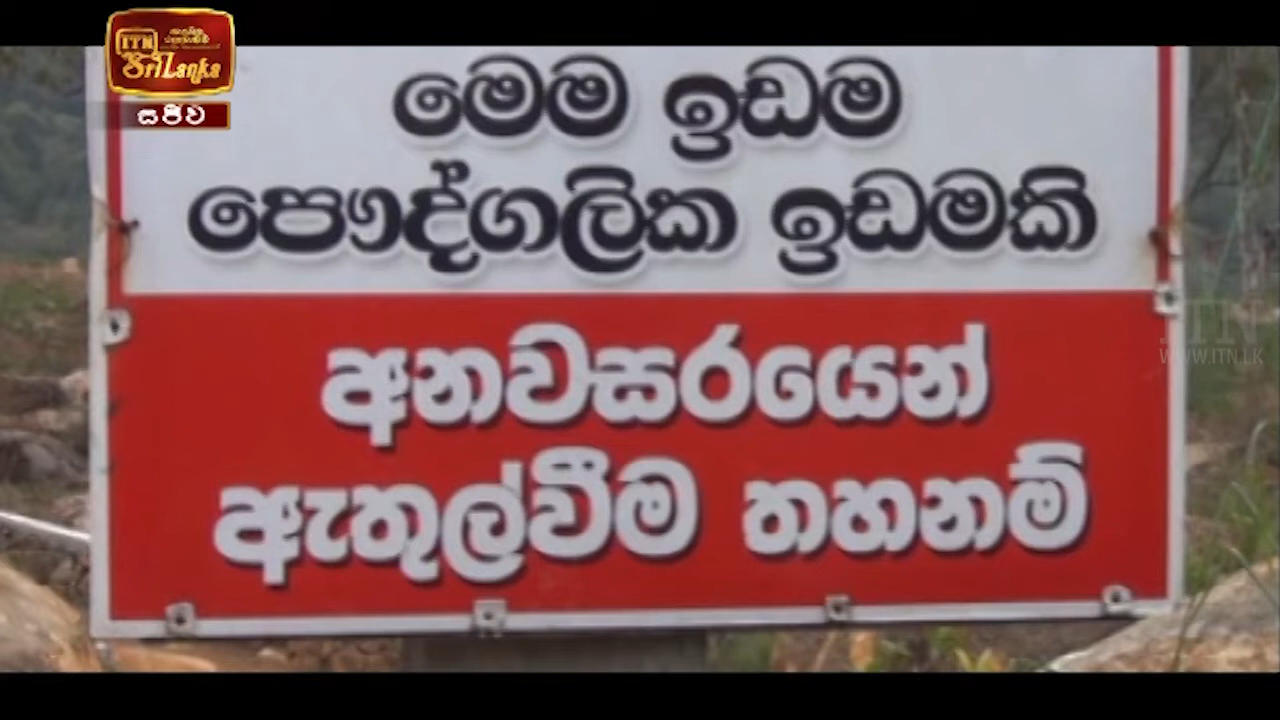 ITN
Sri Lanka
සජීව
මෙම ඉඩම
පෞද්ගලික ඉඩමකි
අනවසරයෙන්
ඇතුල්වීම තහනම්
ITN
WWW.ITN.LK